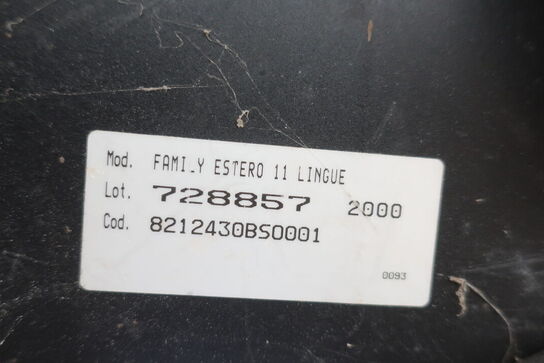 Mod. FAMI_Y ESTERO 11 LINGUE
Lot. 728857 2000
Cod. 8212430BS0001
0093